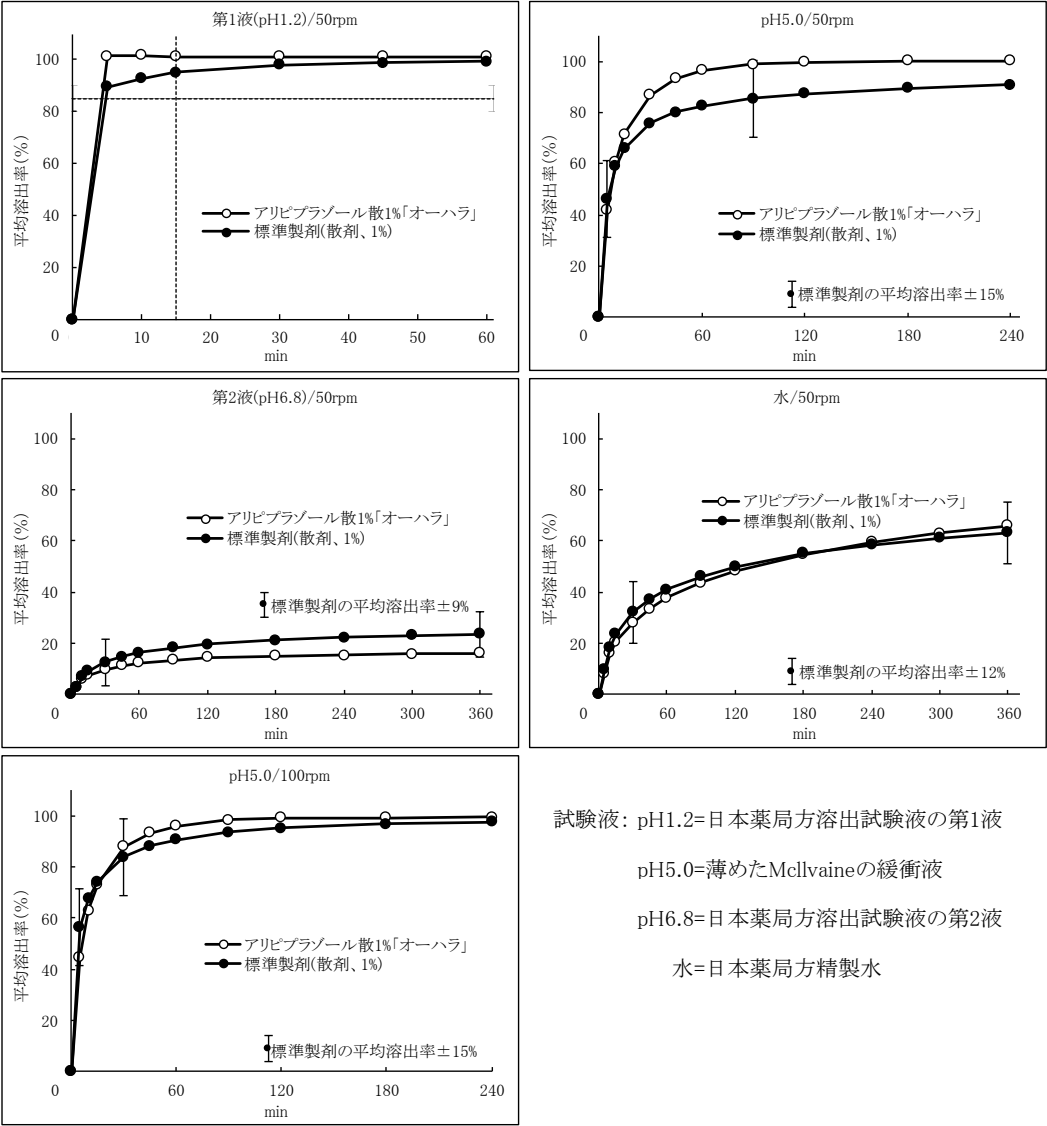 第1液(pH1.2)/50rpm
平均溶出率(%)
100
80
60
40
20
0
アリピプラゾール散1%「オーハラ」
標準製剤(散剤、1%)
10
20
30
40
50
60
min
pH5.0/50rpm
平均溶出率(%)
100
80
60
40
20
0
アリピプラゾール散1%「オーハラ」
標準製剤(散剤、1%)
標準製剤の平均溶出率±15%
60
120
180
240
min
第2液(pH6.8)/50rpm
平均溶出率(%)
100
80
60
40
20
0
アリピプラゾール散1%「オーハラ」
標準製剤(散剤、1%)
標準製剤の平均溶出率±9%
60
120
180
240
300
360
min
水/50rpm
平均溶出率(%)
100
80
60
40
20
0
アリピプラゾール散1%「オーハラ」
標準製剤(散剤、1%)
標準製剤の平均溶出率±12%
60
120
180
240
300
360
min
pH5.0/100rpm
平均溶出率(%)
100
80
60
40
20
0
アリピプラゾール散1%「オーハラ」
標準製剤(散剤、1%)
標準製剤の平均溶出率±15%
60
120
180
240
min
試験液: pH1.2=日本薬局方溶出試験液の第1液
pH5.0=薄めたMcllvaineの緩衝液
pH6.8=日本薬局方溶出試験液の第2液
水=日本薬局方精製水